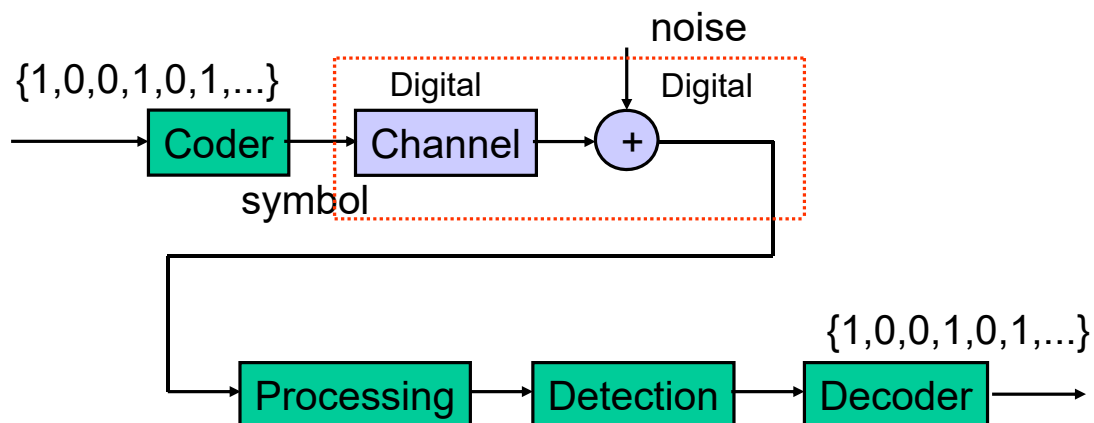 noise
{1,0,0,1,0,1,...}
Digital
Digital
Coder
Channel
+
symbol
{1,0,0,1,0,1,...}
Processing
Detection
Decoder